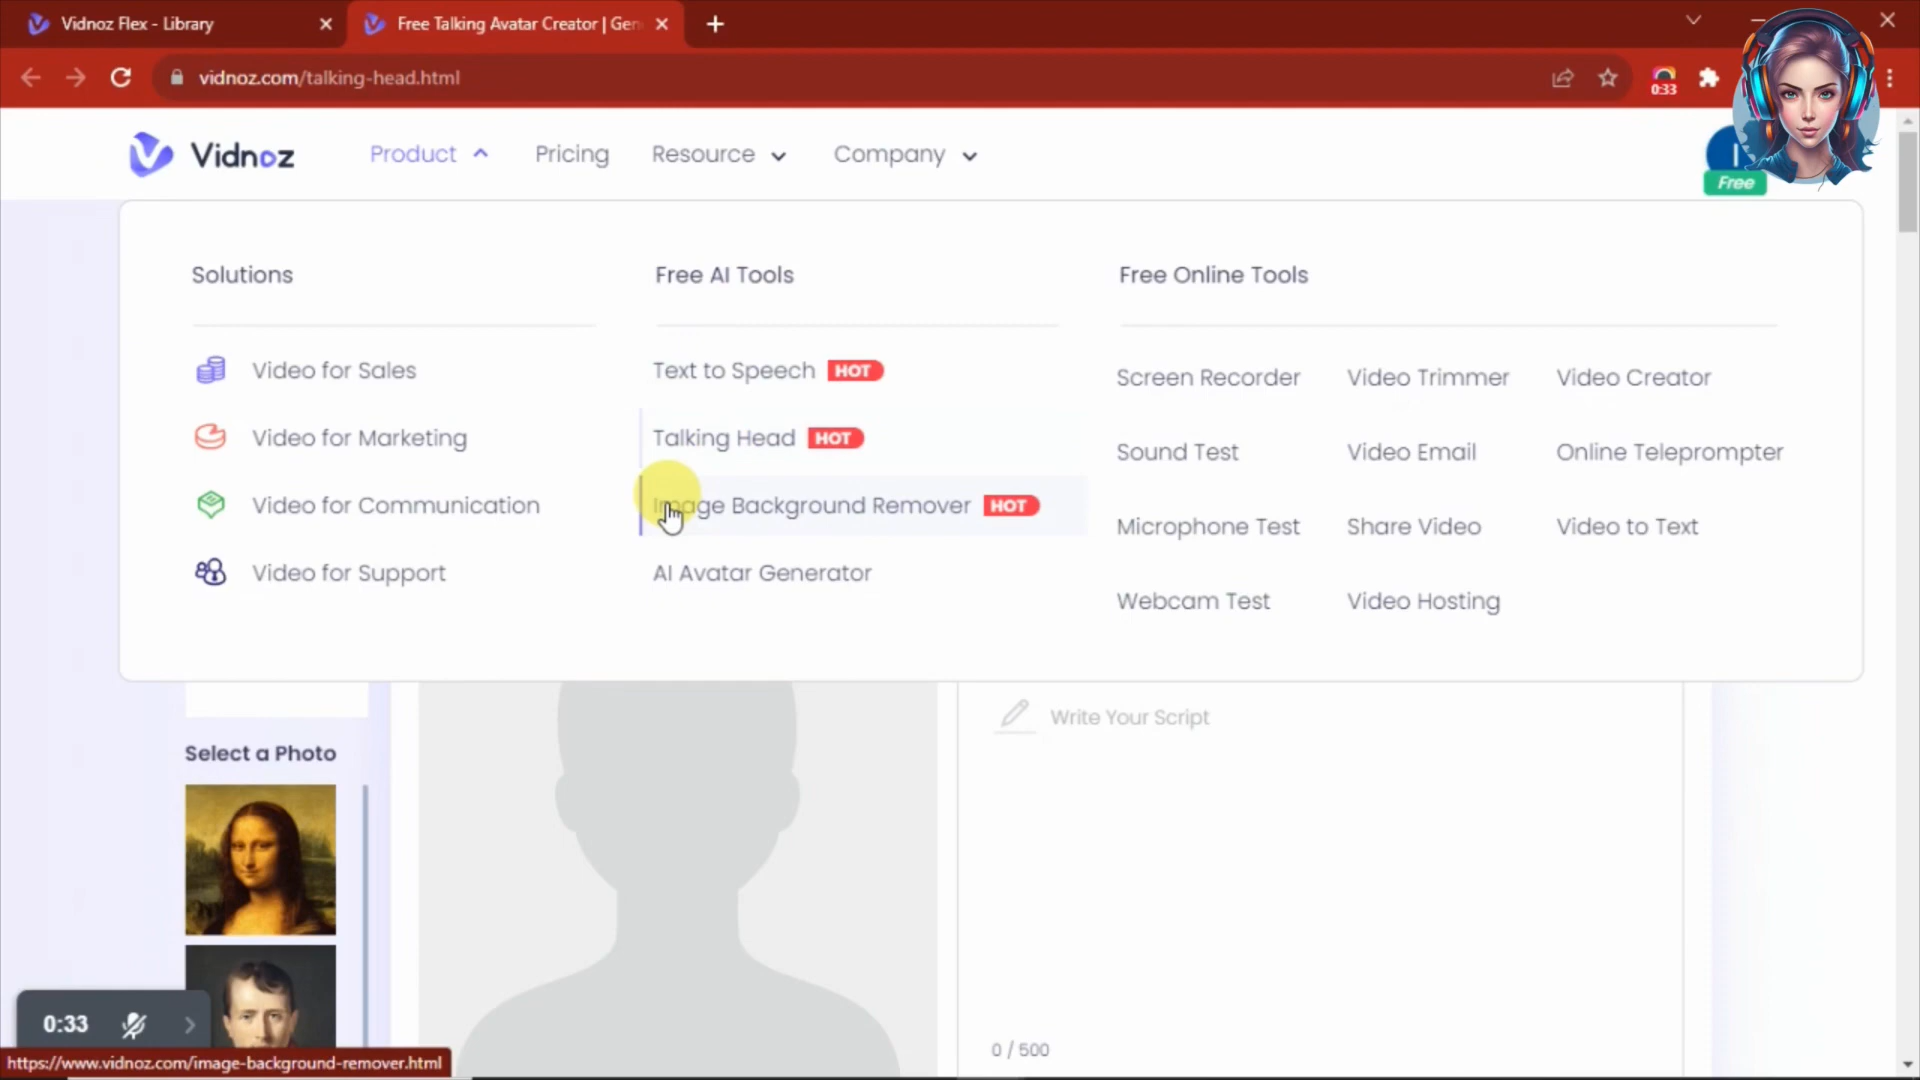 Vidnoz Flex - Library
Free Talking Avatar Creator | Gen
vidnoz.com/talking-head.html
0:33
Vidnoz
Product
Pricing
Resource
Company
Free
Solutions
Free AI Tools
Free Online Tools
Video for Sales
Text to Speech HOT
Screen Recorder
Video Trimmer
Video Creator
Video for Marketing
Talking Head HOT
Sound Test
Video Email
Online Teleprompter
Video for Communication
Image Background Remover HOT
Microphone Test
Share Video
Video to Text
Video for Support
AI Avatar Generator
Webcam Test
Video Hosting
Write Your Script
Select a Photo
0:33
0 / 500
https://www.vidnoz.com/image-background-remover.html